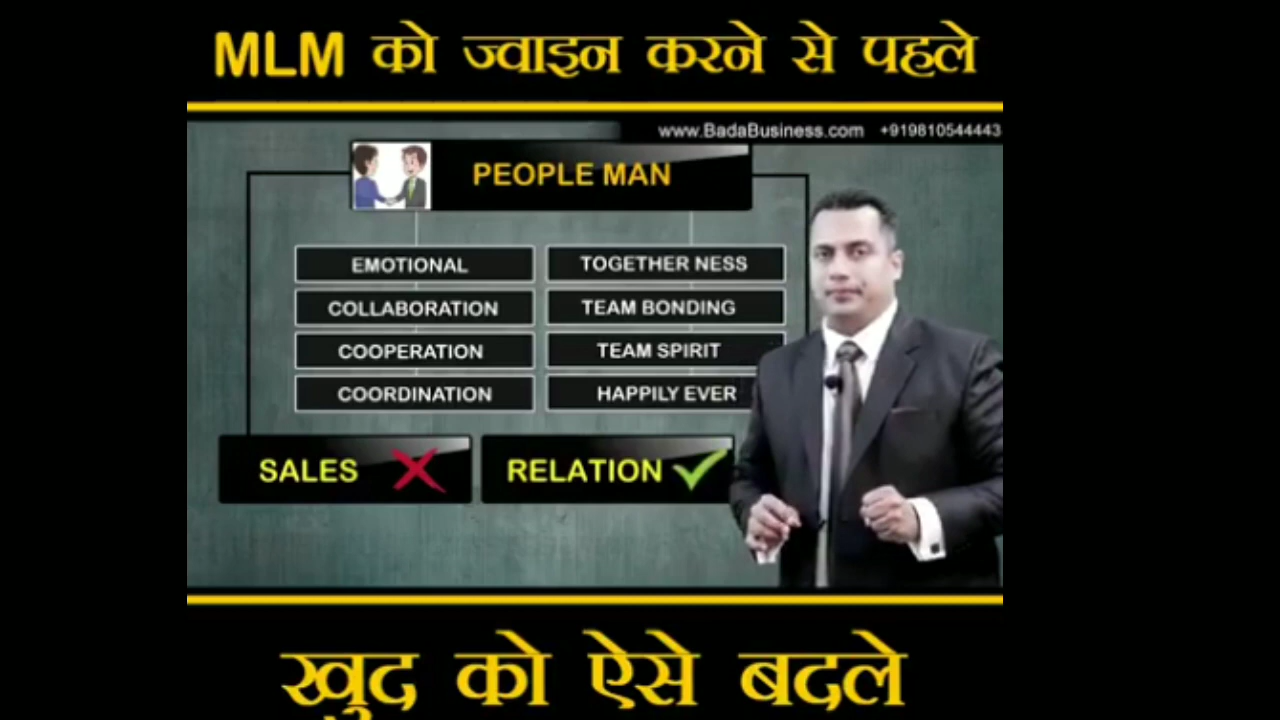 MLM को ज्वाइन करने से पहले
www.BadaBusiness.com +919810544443
PEOPLE MAN
EMOTIONAL TOGETHER NESS
COLLABORATION TEAM BONDING
COOPERATION TEAM SPIRIT
COORDINATION HAPPILY EVER
SALES RELATION
खुद को ऐसे बदले